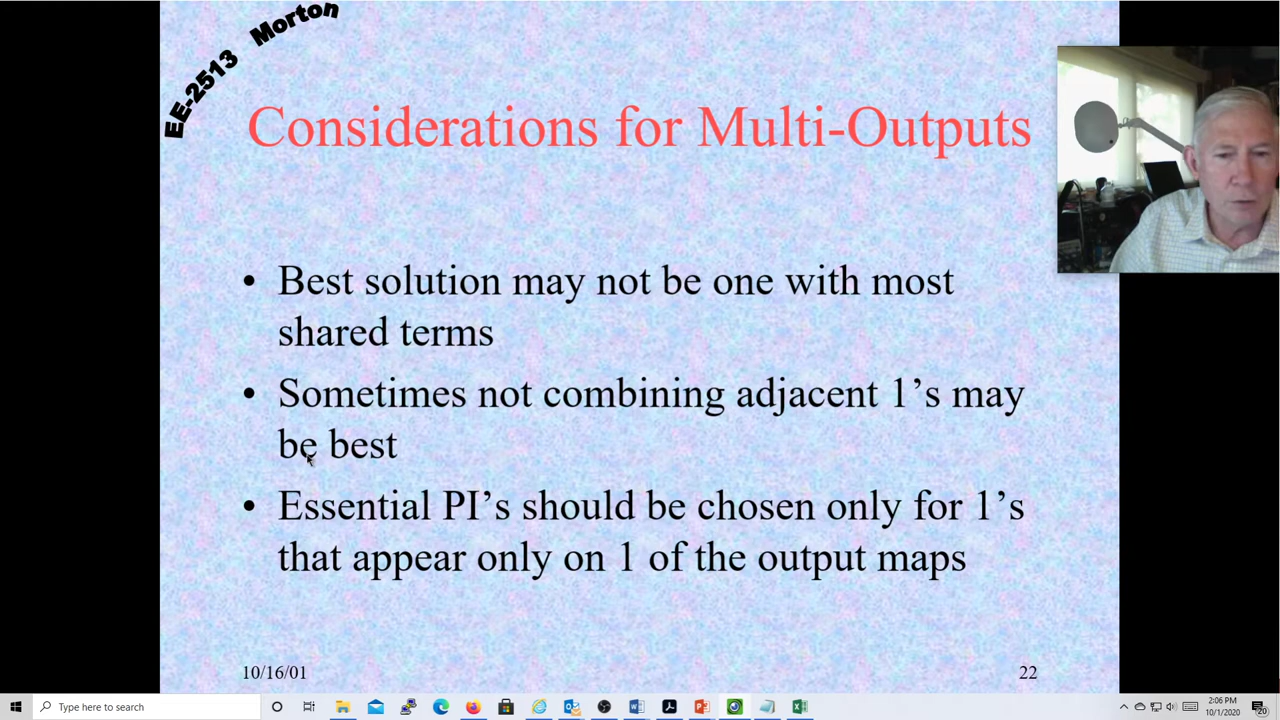 EE-2513 Morton
Considerations for Multi-Outputs
• Best solution may not be one with most
shared terms
• Sometimes not combining adjacent 1’s may
be best
• Essential PI’s should be chosen only for 1’s
that appear only on 1 of the output maps
10/16/01
22
Type here to search
2:06 PM
10/1/2020
20